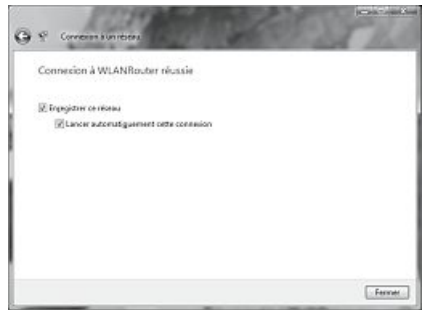 Connexion à un réseau
Connexion à WLANRouter réussie
Enregistrer ce réseau
Lancer automatiquement cette connexion
Fermer